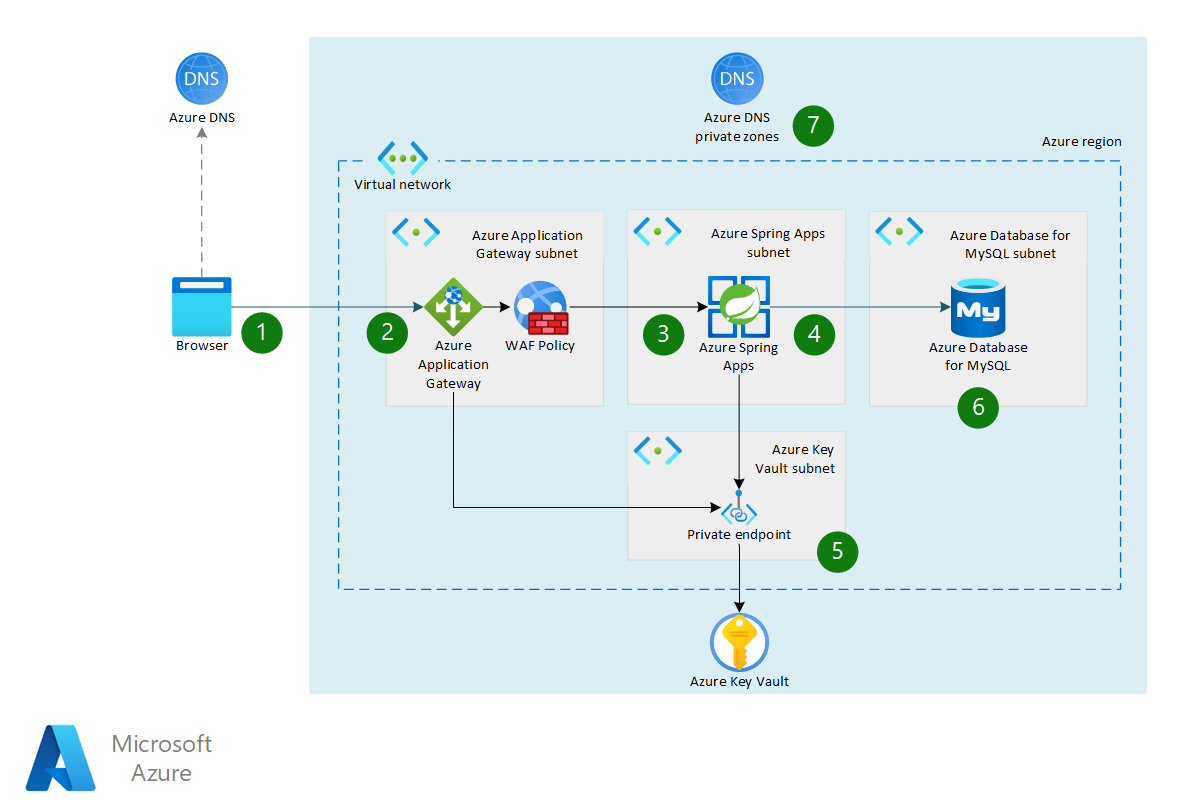 DNS
Azure DNS
DNS
Azure DNS
private zones
7
Azure region
Virtual network
Azure Application
Gateway subnet
Azure Spring Apps
subnet
Azure Database for
MySQL subnet
My
1
2
3
4
Browser
Azure
Application
Gateway
WAF Policy
Azure Spring
Apps
Azure Database
for MySQL
6
Azure Key
Vault subnet
Private endpoint
5
Azure Key Vault
Microsoft
Azure